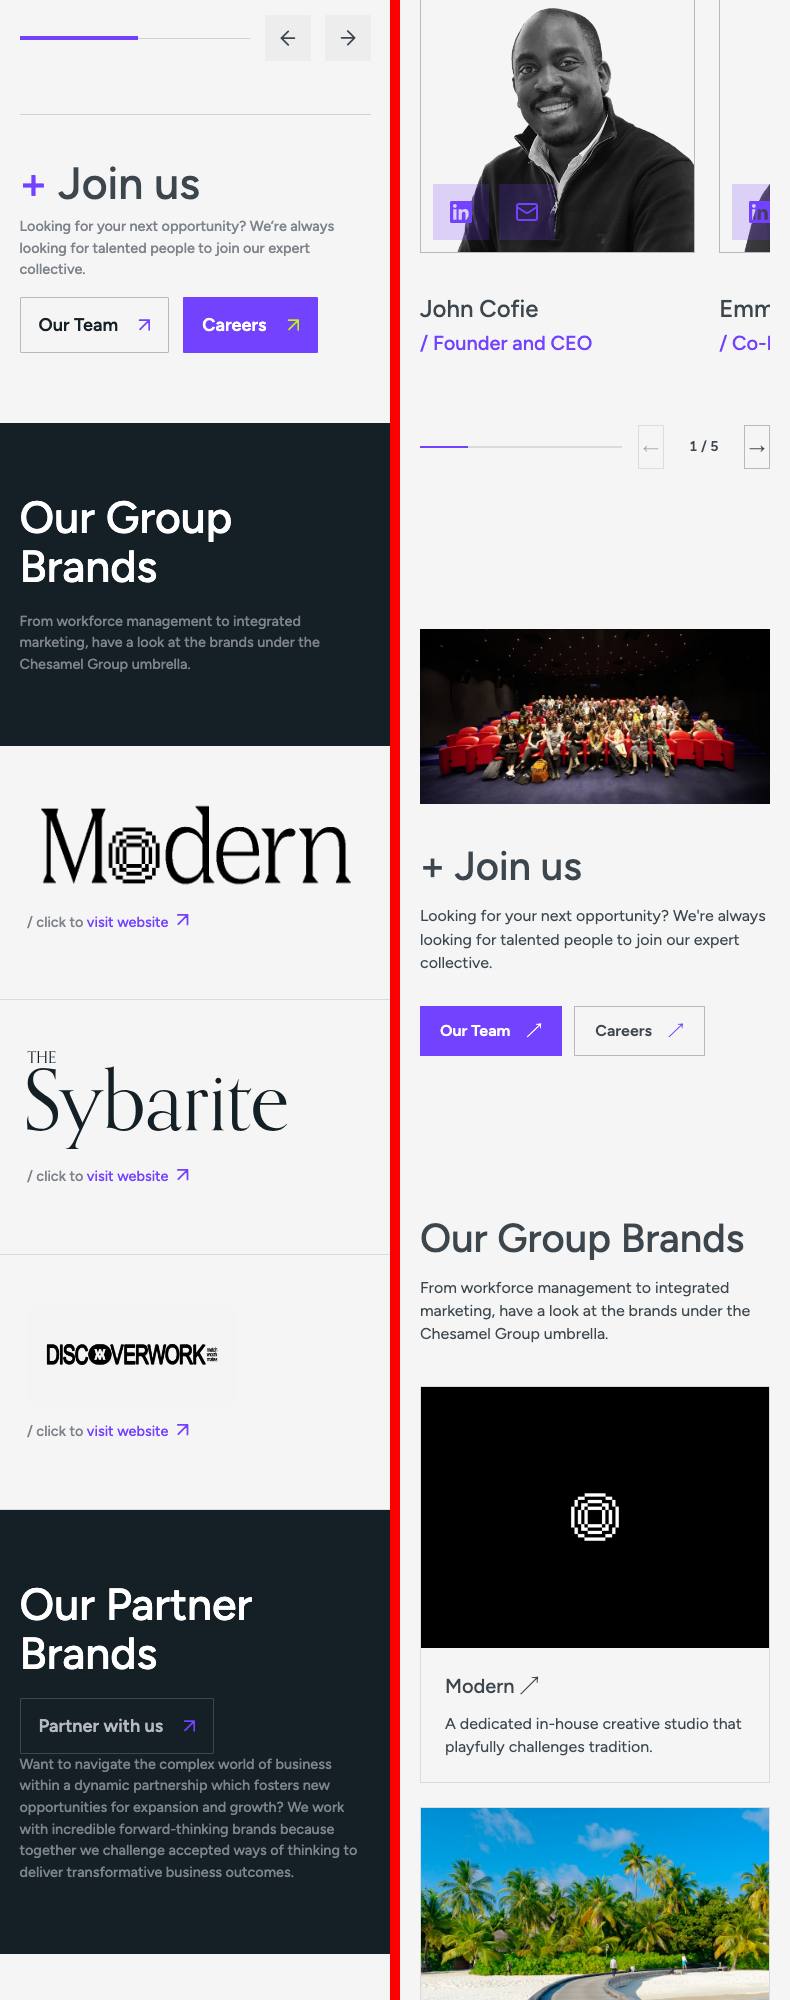 + Join us
Looking for your next opportunity? We’re always
looking for talented people to join our expert
collective.
Our Team
Careers
Our Group
Brands
From workforce management to integrated
marketing, have a look at the brands under the
Chesamel Group umbrella.
Modern
/ click to visit website
THE
Sybarite
/ click to visit website
DISCOVERWORK
/ click to visit website
Our Partner
Brands
Partner with us
Want to navigate the complex world of business
within a dynamic partnership which fosters new
opportunities for expansion and growth? We work
with incredible forward-thinking brands because
together we challenge accepted ways of thinking to
deliver transformative business outcomes.
in
in
John Cofie
Emm
/ Founder and CEO
/ Co-
1 / 5
+ Join us
Looking for your next opportunity? We're always
looking for talented people to join our expert
collective.
Our Team
Careers
Our Group Brands
From workforce management to integrated
marketing, have a look at the brands under the
Chesamel Group umbrella.
Modern
A dedicated in-house creative studio that
playfully challenges tradition.